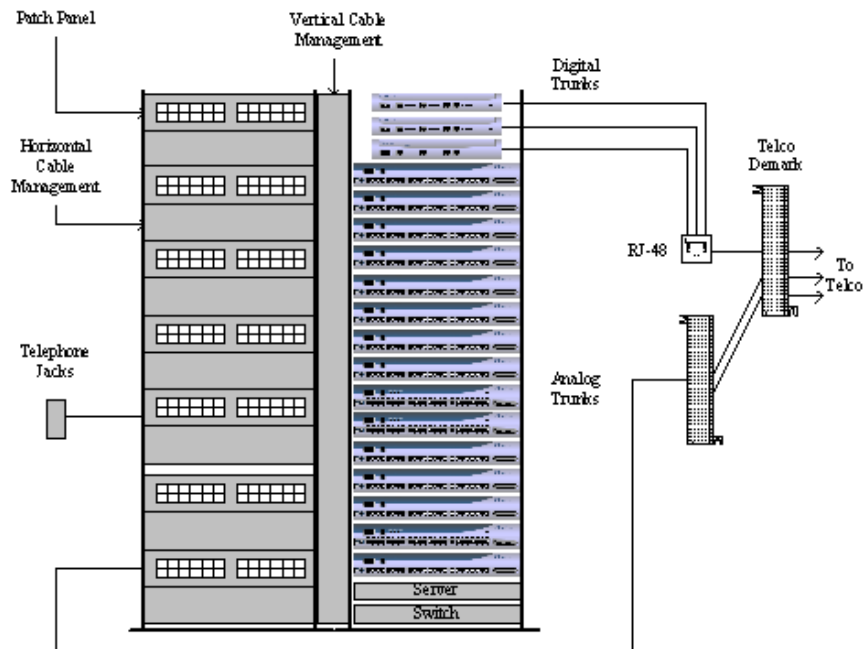 Patch Panel
Vertical Cable
Management
Digital
Trunks
Horizontal
Cable
Management
Telco
Demark
RJ-48
To
Telco
Telephone
Jacks
Analog
Trunks
Server
Switch